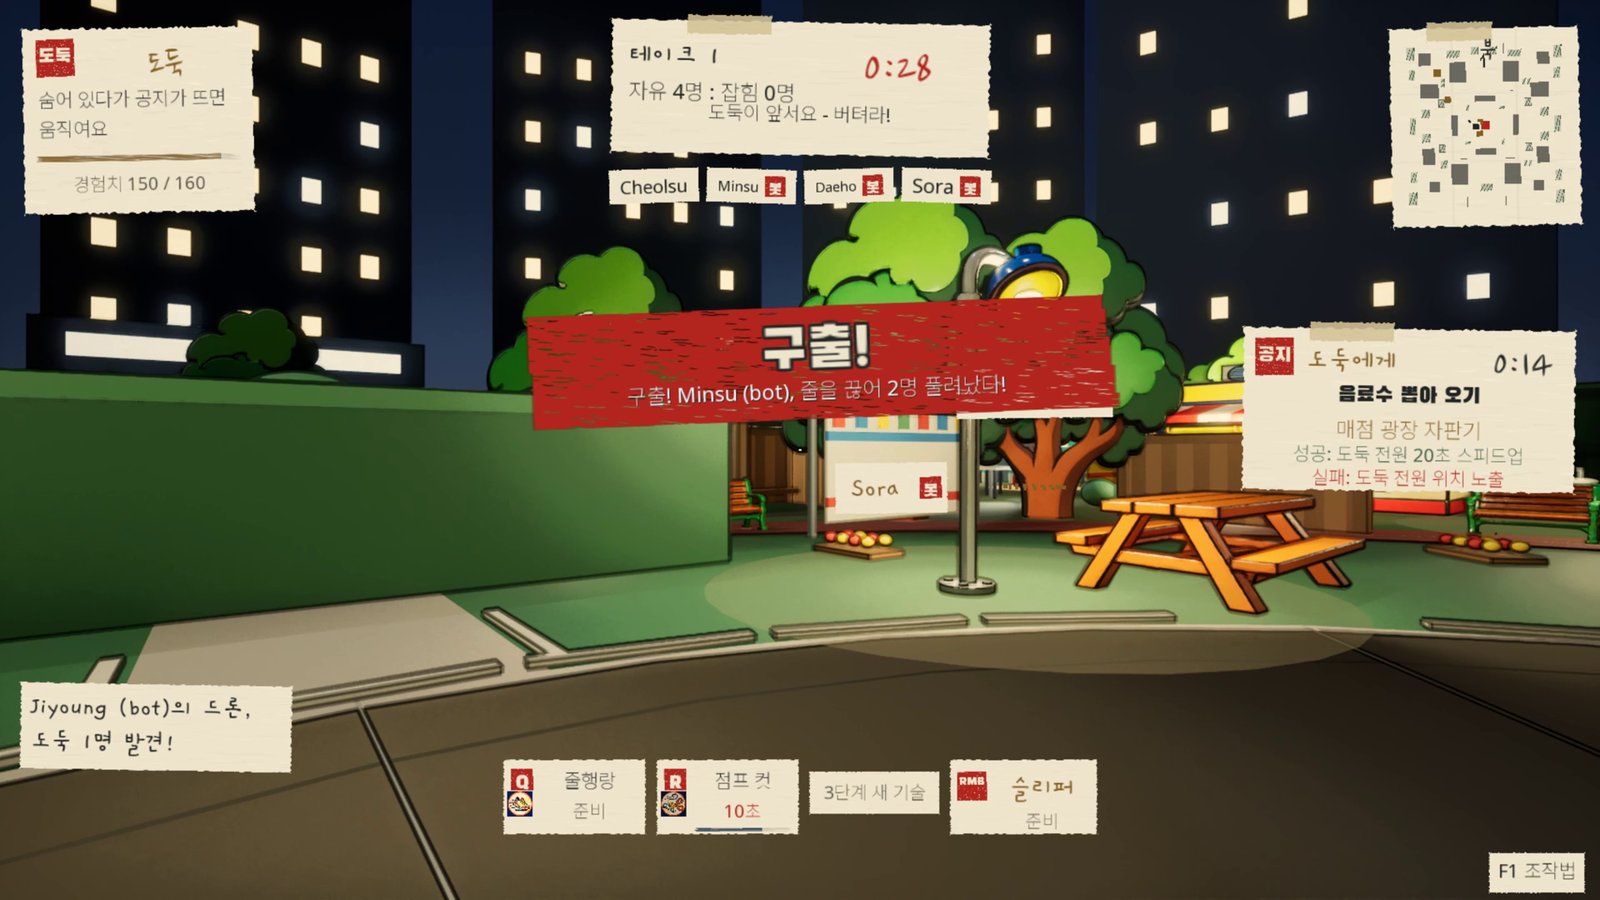 도둑 도둑
숨어 있다가 공지가 뜨면
움직여요
경험치 150 / 160
테이크 1
0:28
자유 4명 : 잡힘 0명
도둑이 앞서요 - 버텨라!
Cheolsu
Minsu 봇
Daeho 봇
Sora 봇
북
구출!
구출! Minsu (bot), 줄을 끊어 2명 풀려났다!
공지 도둑에게 0:14
음료수 뽑아 오기
매점 광장 자판기
성공: 도둑 전원 20초 스피드업
실패: 도둑 전원 위치 노출
Sora 봇
Jiyoung (bot)의 드론,
도둑 1명 발견!
Q 줄행랑
준비
R 점프 컷
10초
3단계 새 기술
RMB 슬리퍼
준비
F1 조작법